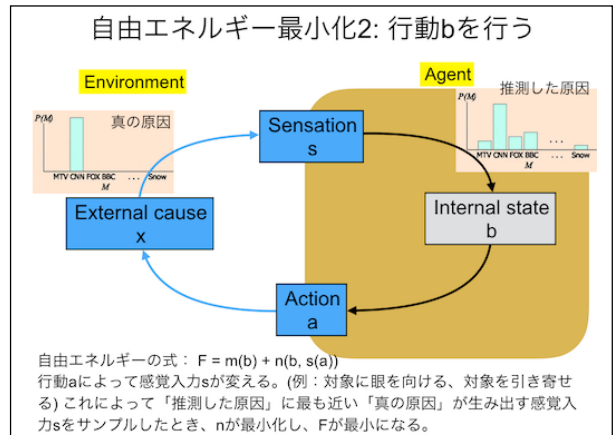 自由エネルギー最小化2: 行動bを行う
Environment
Agent
真の原因
P(M)
MTV CNN FOX BBC ... Snow
M
推測した原因
P(M)
MTV CNN FOX BBC ... Snow
M
Sensation
s
External cause
x
Internal state
b
Action
a
自由エネルギーの式： F = m(b) + n(b, s(a))
行動aによって感覚入力sが変える。(例：対象に眼を向ける、対象を引き寄せ
る) これによって「推測した原因」に最も近い「真の原因」が生み出す感覚入
力sをサンプルしたとき、nが最小化し、Fが最小になる。